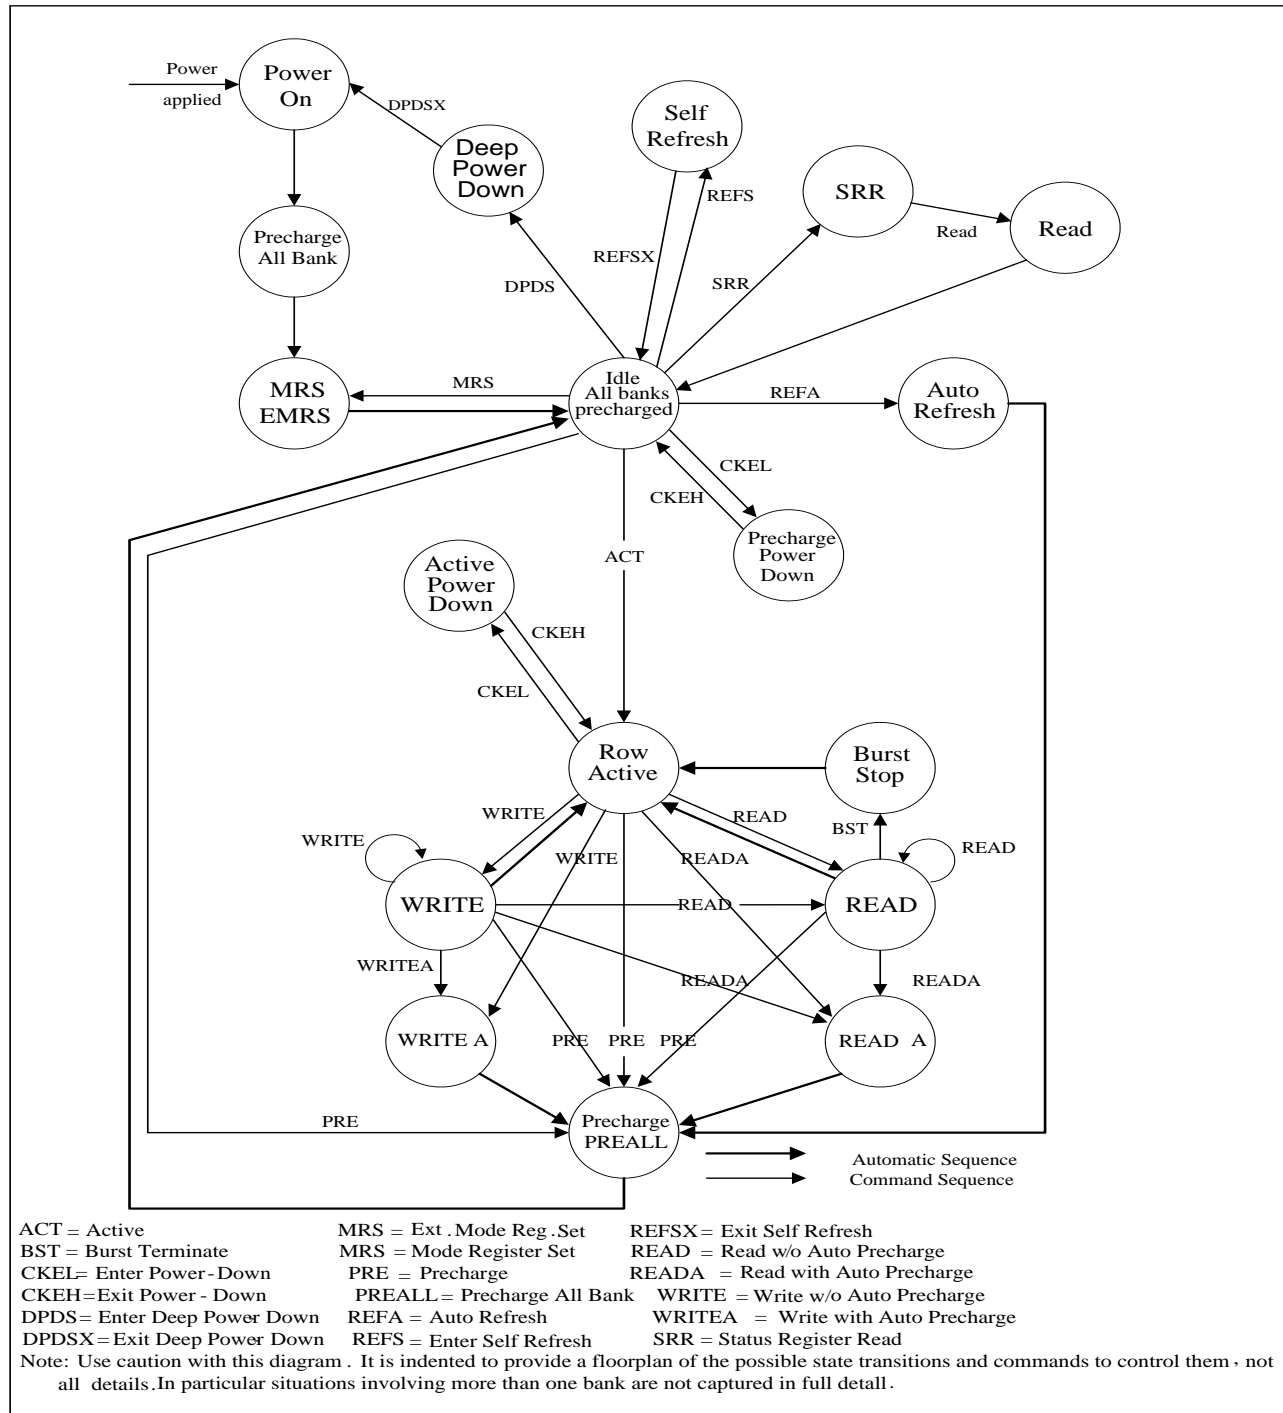 Power
applied
Power
On
DPDSX
Deep
Power
Down
Self
Refresh
REFS
REFSX
SRR
Read
Read
Precharge
All Bank
DPDS
SRR
MRS
EMRS
MRS
Idle
All banks
precharged
REFA
Auto
Refresh
CKEL
CKEH
Precharge
Power
Down
ACT
Active
Power
Down
CKEH
CKEL
Row
Active
Burst
Stop
WRITE
WRITE
READ
BST
READ
WRITE
READA
WRITE
READ
READ
WRITEA
READA
READA
WRITE A
PRE
PRE
PRE
READ A
PRE
Precharge
PREALL
Automatic Sequence
Command Sequence
ACT = Active MRS = Ext . Mode Reg . Set REFSX = Exit Self Refresh
BST = Burst Terminate MRS = Mode Register Set READ = Read w/o Auto Precharge
CKEL= Enter Power - Down PRE = Precharge READA = Read with Auto Precharge
CKEH=Exit Power - Down PREALL= Precharge All Bank WRITE = Write w/o Auto Precharge
DPDS= Enter Deep Power Down REFA = Auto Refresh WRITEA = Write with Auto Precharge
DPDSX= Exit Deep Power Down REFS = Enter Self Refresh SRR = Status Register Read
Note: Use caution with this diagram . It is indented to provide a floorplan of the possible state transitions and commands to control them , not
all details.In particular situations involving more than one bank are not captured in full detall .